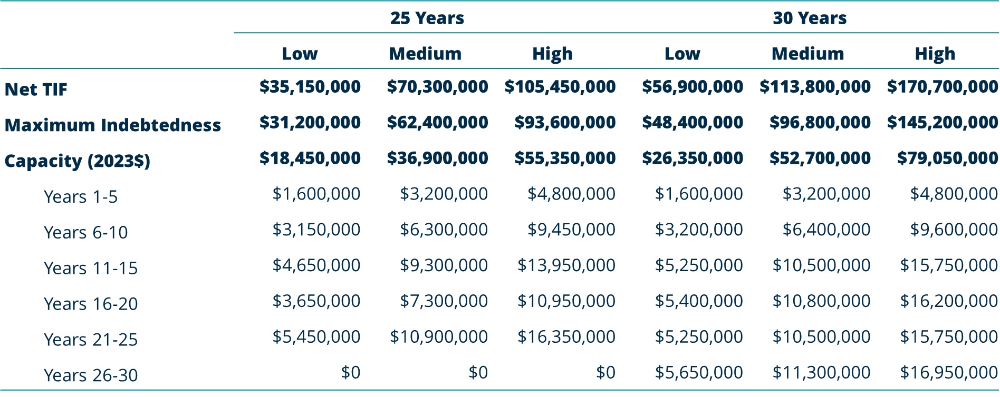 25 Years 30 Years
Low Medium High Low Medium High
Net TIF $35,150,000 $70,300,000 $105,450,000 $56,900,000 $113,800,000 $170,700,000
Maximum Indebtedness $31,200,000 $62,400,000 $93,600,000 $48,400,000 $96,800,000 $145,200,000
Capacity (2023$) $18,450,000 $36,900,000 $55,350,000 $26,350,000 $52,700,000 $79,050,000
Years 1-5 $1,600,000 $3,200,000 $4,800,000 $1,600,000 $3,200,000 $4,800,000
Years 6-10 $3,150,000 $6,300,000 $9,450,000 $3,200,000 $6,400,000 $9,600,000
Years 11-15 $4,650,000 $9,300,000 $13,950,000 $5,250,000 $10,500,000 $15,750,000
Years 16-20 $3,650,000 $7,300,000 $10,950,000 $5,400,000 $10,800,000 $16,200,000
Years 21-25 $5,450,000 $10,900,000 $16,350,000 $5,250,000 $10,500,000 $15,750,000
Years 26-30 $0 $0 $0 $5,650,000 $11,300,000 $16,950,000